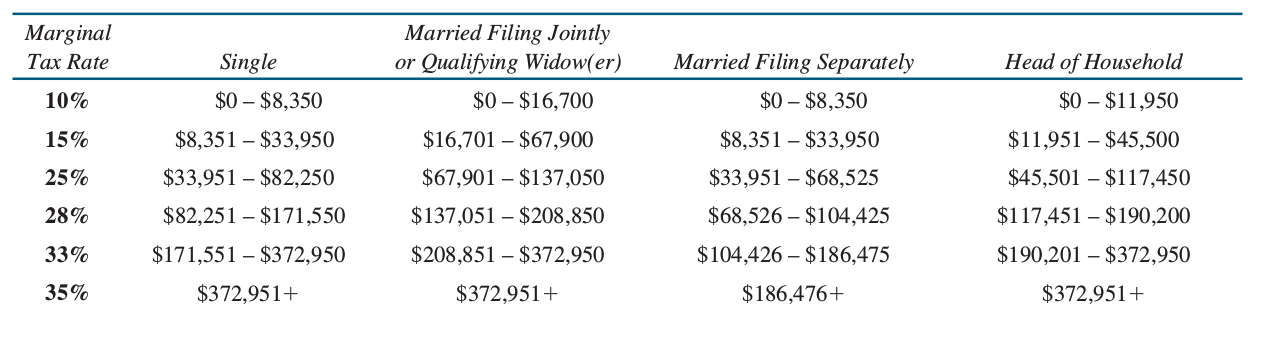 Marginal Tax Rate Single Married Filing Jointly or Qualifying Widow(er) Married Filing Separately Head of Household
10% $0 – $8,350 $0 – $16,700 $0 – $8,350 $0 – $11,950
15% $8,351 – $33,950 $16,701 – $67,900 $8,351 – $33,950 $11,951 – $45,500
25% $33,951 – $82,250 $67,901 – $137,050 $33,951 – $68,525 $45,501 – $117,450
28% $82,251 – $171,550 $137,051 – $208,850 $68,526 – $104,425 $117,451 – $190,200
33% $171,551 – $372,950 $208,851 – $372,950 $104,426 – $186,475 $190,201 – $372,950
35% $372,951+ $372,951+ $186,476+ $372,951+